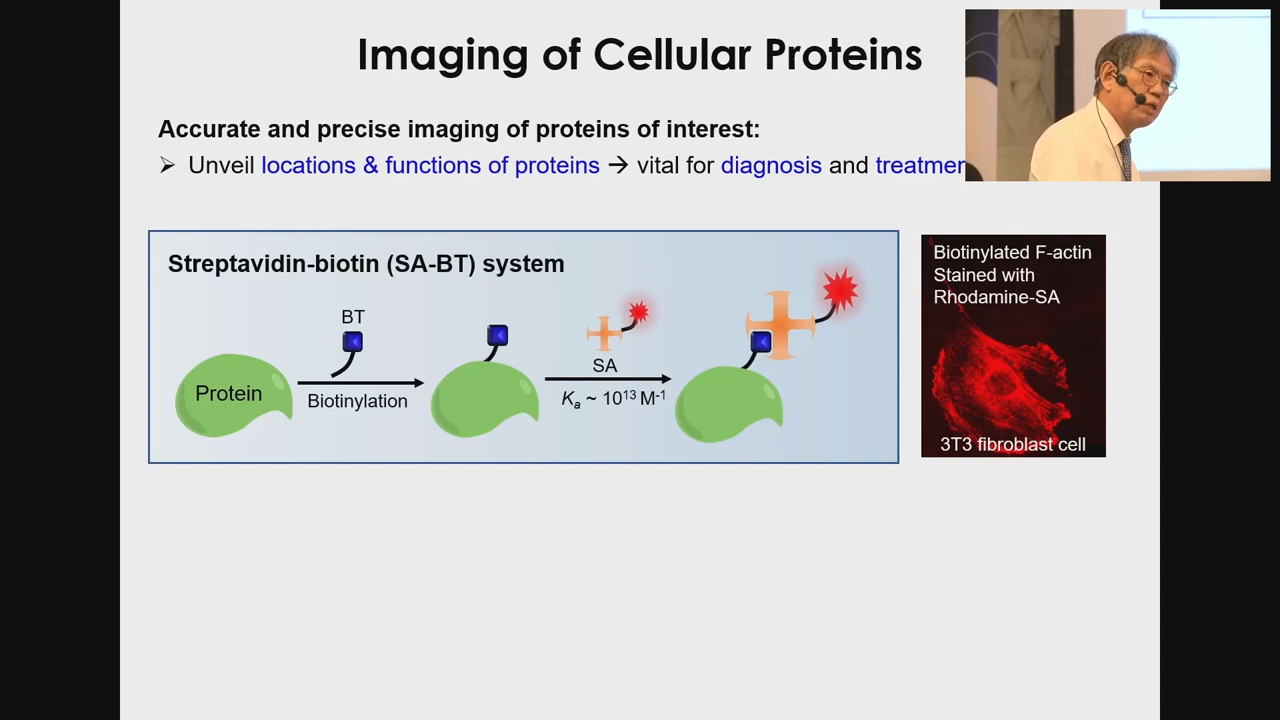 Imaging of Cellular Proteins
Accurate and precise imaging of proteins of interest:
➢ Unveil locations & functions of proteins → vital for diagnosis and
Streptavidin-biotin (SA-BT) system
BT
Protein
Biotinylation
SA
Kₐ ~ 10¹³ M⁻¹
Biotinylated F-actin
Stained with
Rhodamine-SA
3T3 fibroblast cell